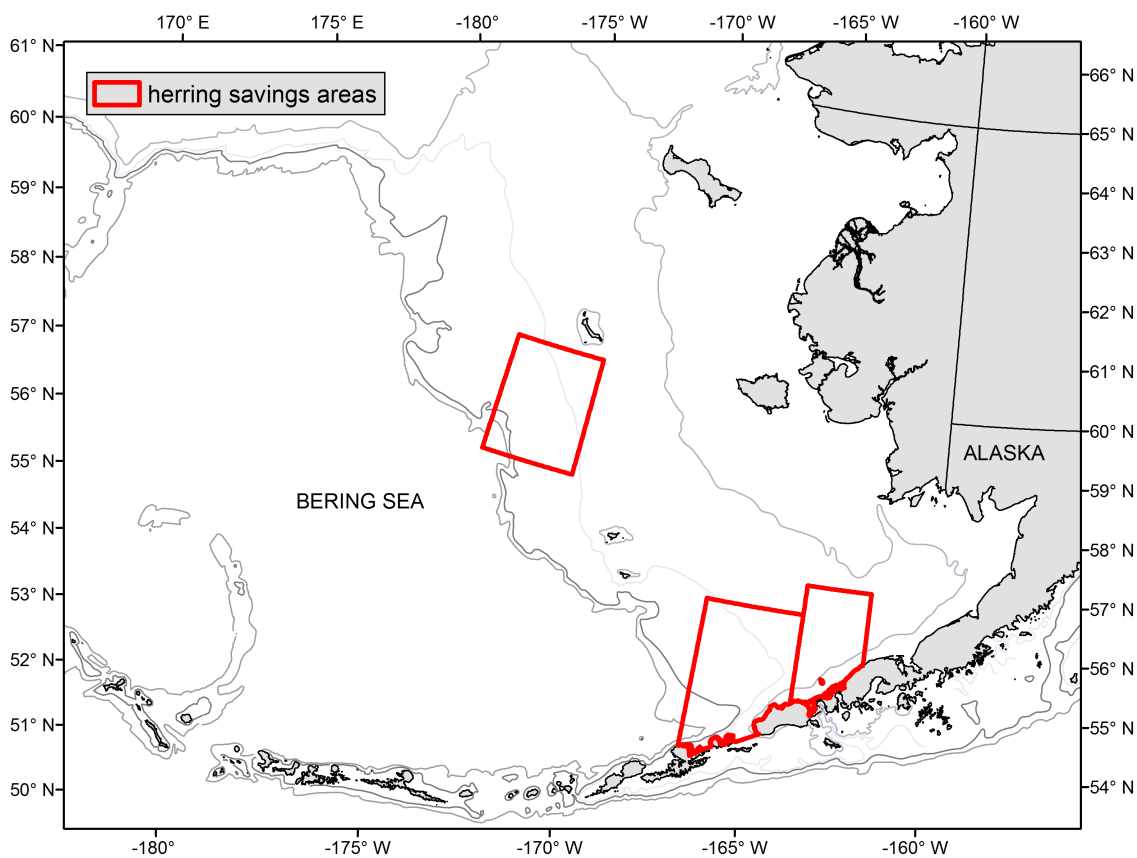 170° E 175° E -180° -175° W -170° W -165° W -160° W
61° N
herring savings areas
66° N
60° N
65° N
59° N
64° N
58° N
63° N
57° N
62° N
56° N
61° N
60° N
55° N
ALASKA
59° N
BERING SEA
54° N
58° N
53° N
57° N
52° N
56° N
51° N
55° N
50° N
54° N
-180° -175° W -170° W -165° W -160° W